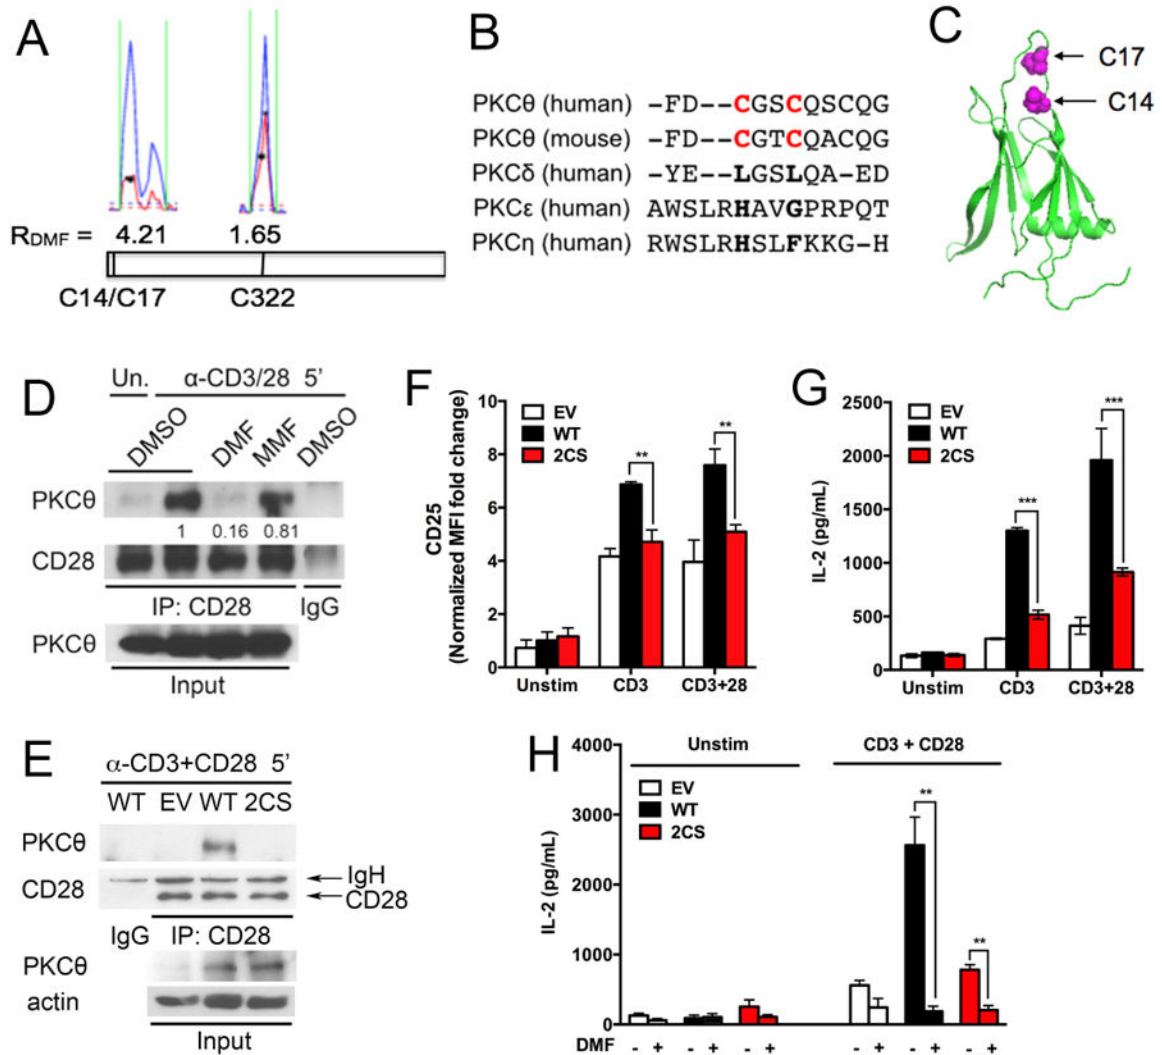 A
R_DMF = 4.21 1.65
C14/C17 C322
B
PKCθ (human) –FD––CGSCQSCQG
PKCθ (mouse) –FD––CGTCQACQG
PKCδ (human) –YE––LGSLQA–ED
PKCε (human) AWSLRHAVGPRPQT
PKCη (human) RWSLRHSLFKKG–H
C
C17
C14
D
Un. α-CD3/28 5’
DMSO DMF MMF DMSO
PKCθ
1 0.16 0.81
CD28
IP: CD28 IgG
PKCθ
Input
E
α-CD3+CD28 5’
WT EV WT 2CS
PKCθ
CD28
IgH
CD28
IgG IP: CD28
PKCθ
actin
Input
F
CD25
(Normalized MFI fold change)
10
8
6
4
2
0
EV
WT
2CS
**
**
Unstim CD3 CD3+28
G
IL-2 (pg/mL)
2500
2000
1500
1000
500
0
EV
WT
2CS
***
***
Unstim CD3 CD3+28
H
IL-2 (pg/mL)
4000
3000
2000
1000
0
Unstim CD3 + CD28
EV
WT
2CS
**
**
DMF - + - + - + - + - + - +